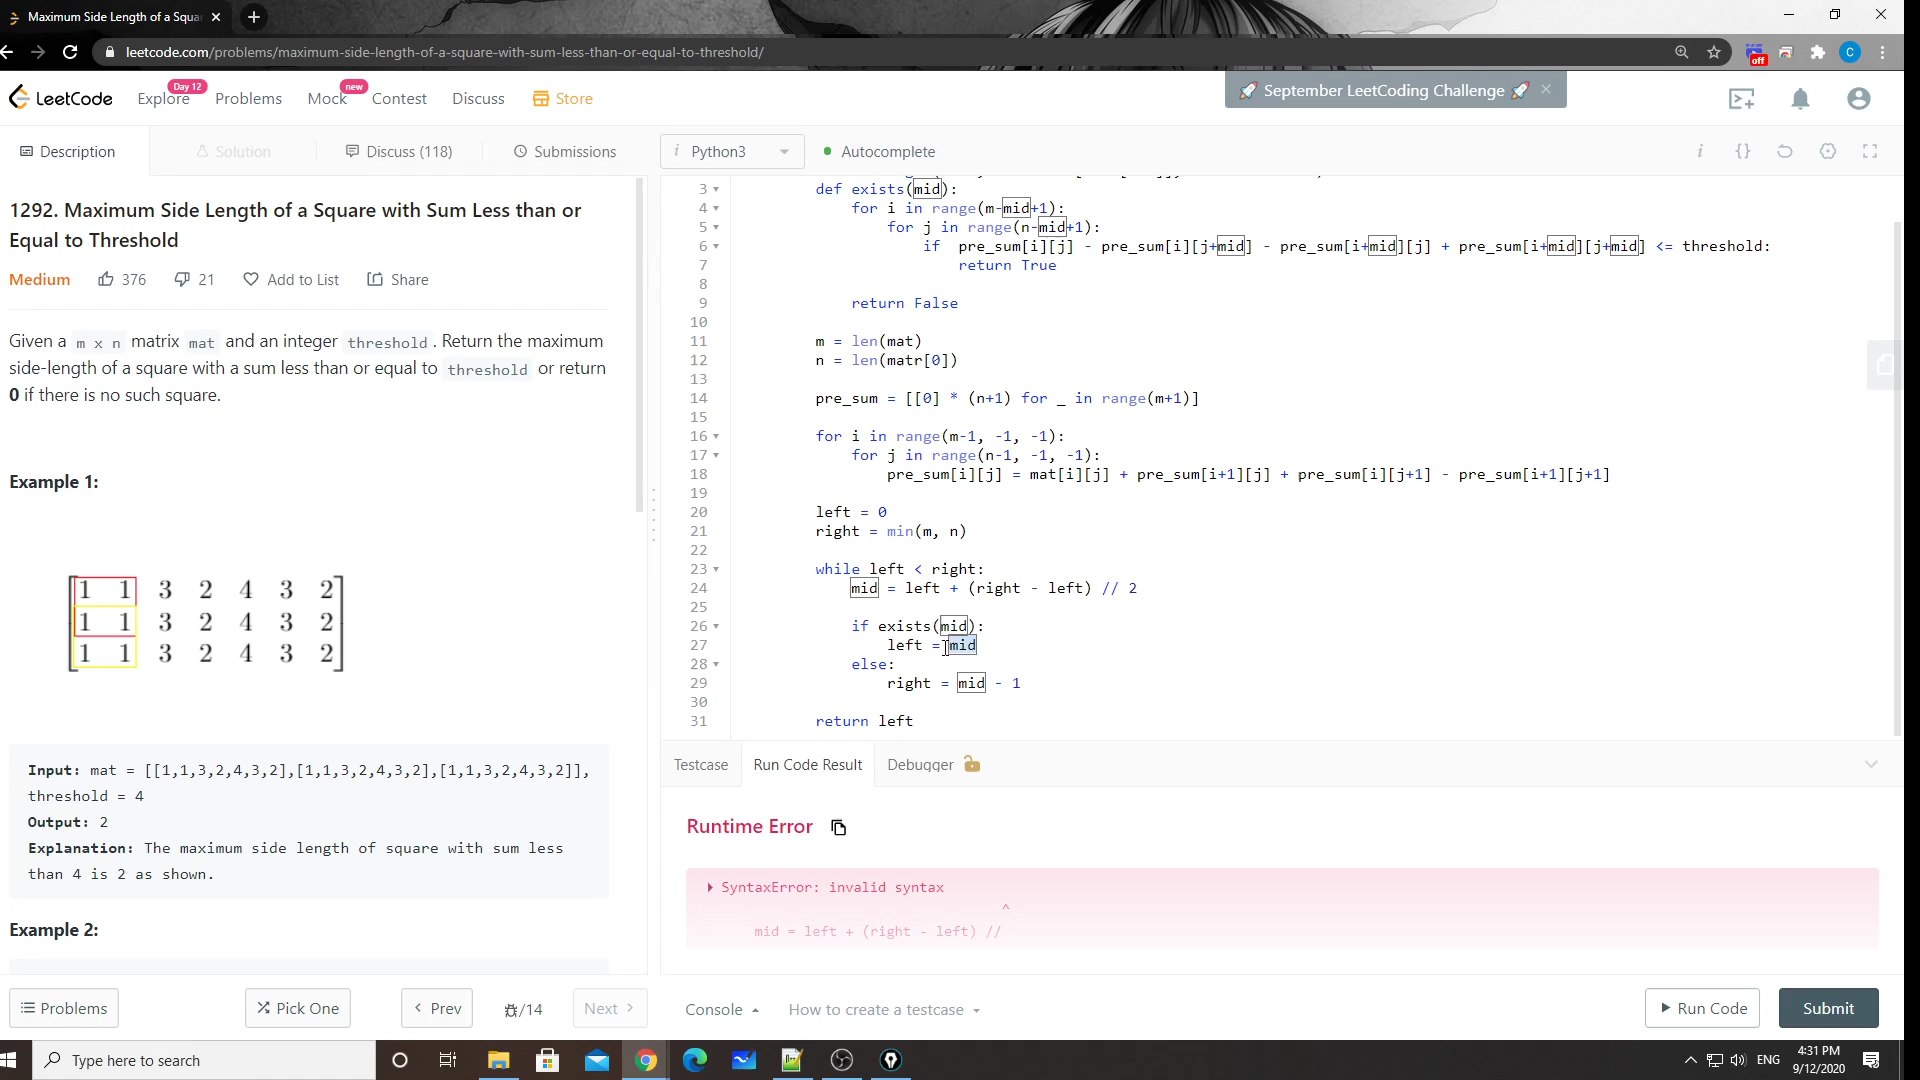 Maximum Side Length of a Squar
leetcode.com/problems/maximum-side-length-of-a-square-with-sum-less-than-or-equal-to-threshold/
off
C
LeetCode
Explore
Day 12
Problems
Mock
new
Contest
Discuss
Store
September LeetCoding Challenge
Description
Solution
Discuss (118)
Submissions
i Python3
Autocomplete
i {}
1292. Maximum Side Length of a Square with Sum Less than or
Equal to Threshold
Medium 376 21 Add to List Share
Given a m x n matrix mat and an integer threshold. Return the maximum
side-length of a square with a sum less than or equal to threshold or return
0 if there is no such square.
Example 1:
1 1 3 2 4 3 2
1 1 3 2 4 3 2
1 1 3 2 4 3 2
Input: mat = [[1,1,3,2,4,3,2],[1,1,3,2,4,3,2],[1,1,3,2,4,3,2]],
threshold = 4
Output: 2
Explanation: The maximum side length of square with sum less
than 4 is 2 as shown.
Example 2:
3 def exists(mid):
4 for i in range(m-mid+1):
5 for j in range(n-mid+1):
6 if pre_sum[i][j] - pre_sum[i][j+mid] - pre_sum[i+mid][j] + pre_sum[i+mid][j+mid] <= threshold:
7 return True
8
9 return False
10
11 m = len(mat)
12 n = len(matr[0])
13
14 pre_sum = [[0] * (n+1) for _ in range(m+1)]
15
16 for i in range(m-1, -1, -1):
17 for j in range(n-1, -1, -1):
18 pre_sum[i][j] = mat[i][j] + pre_sum[i+1][j] + pre_sum[i][j+1] - pre_sum[i+1][j+1]
19
20 left = 0
21 right = min(m, n)
22
23 while left < right:
24 mid = left + (right - left) // 2
25
26 if exists(mid):
27 left = mid
28 else:
29 right = mid - 1
30
31 return left
Testcase
Run Code Result
Debugger
Runtime Error
SyntaxError: invalid syntax
^
mid = left + (right - left) //
Problems
Pick One
Prev
/14
Next
Console
How to create a testcase
Run Code
Submit
Type here to search
ENG
4:31 PM
9/12/2020